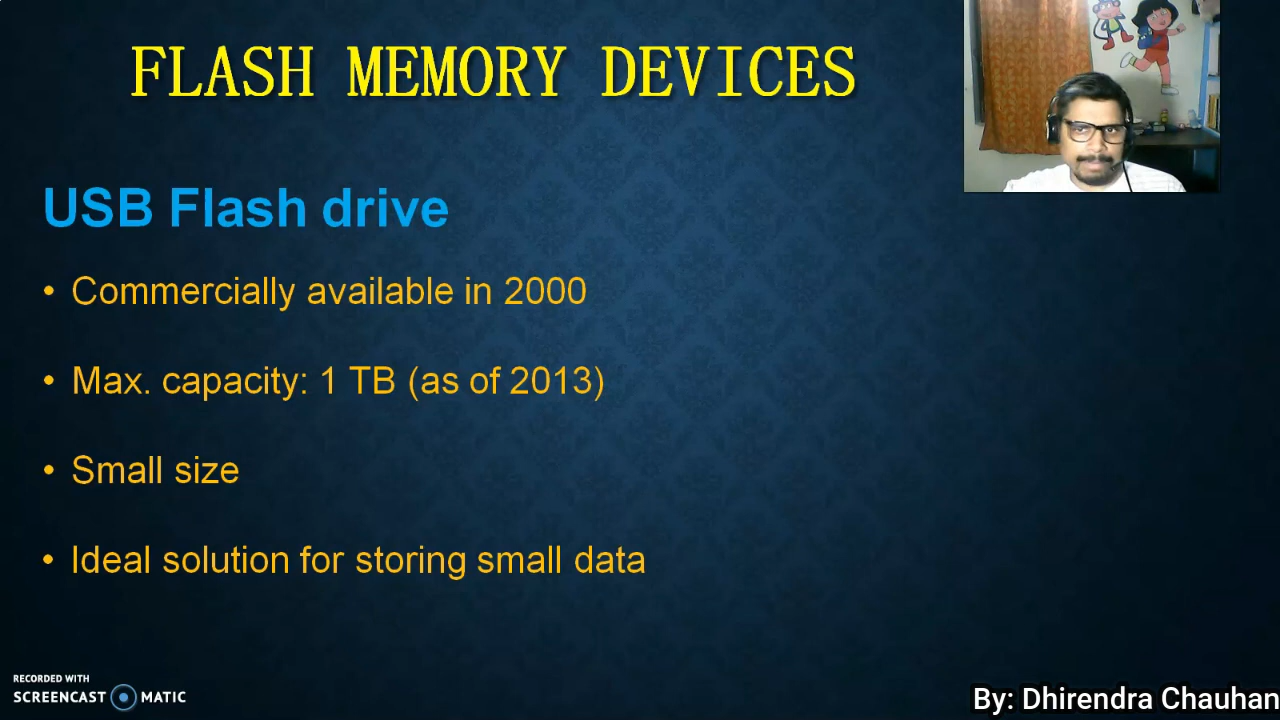 FLASH MEMORY DEVICES
USB Flash drive
• Commercially available in 2000
• Max. capacity: 1 TB (as of 2013)
• Small size
• Ideal solution for storing small data
RECORDED WITH
SCREENCAST MATIC
By: Dhirendra Chauhan